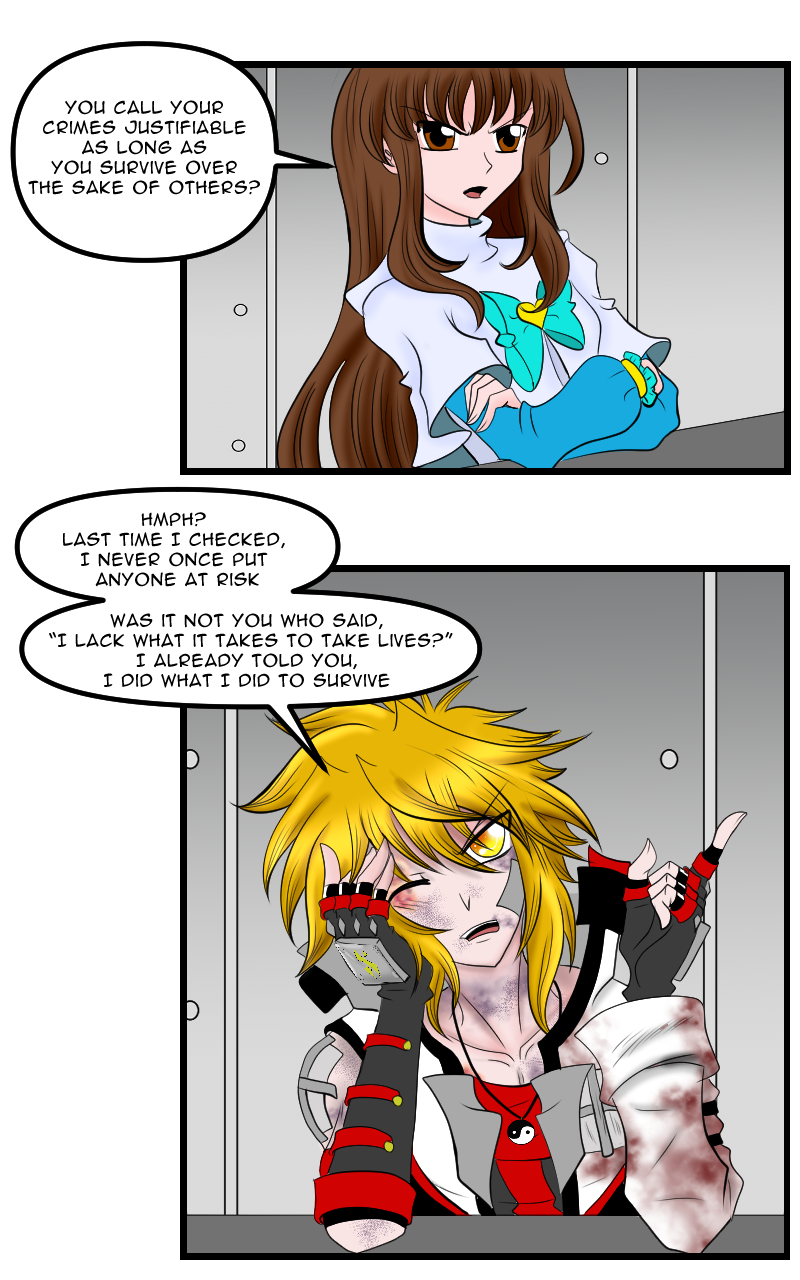 YOU CALL YOUR
CRIMES JUSTIFIABLE
AS LONG AS
YOU SURVIVE OVER
THE SAKE OF OTHERS?
HMPH?
LAST TIME I CHECKED,
I NEVER ONCE PUT
ANYONE AT RISK
WAS IT NOT YOU WHO SAID,
“I LACK WHAT IT TAKES TO TAKE LIVES?”
I ALREADY TOLD YOU,
I DID WHAT I DID TO SURVIVE